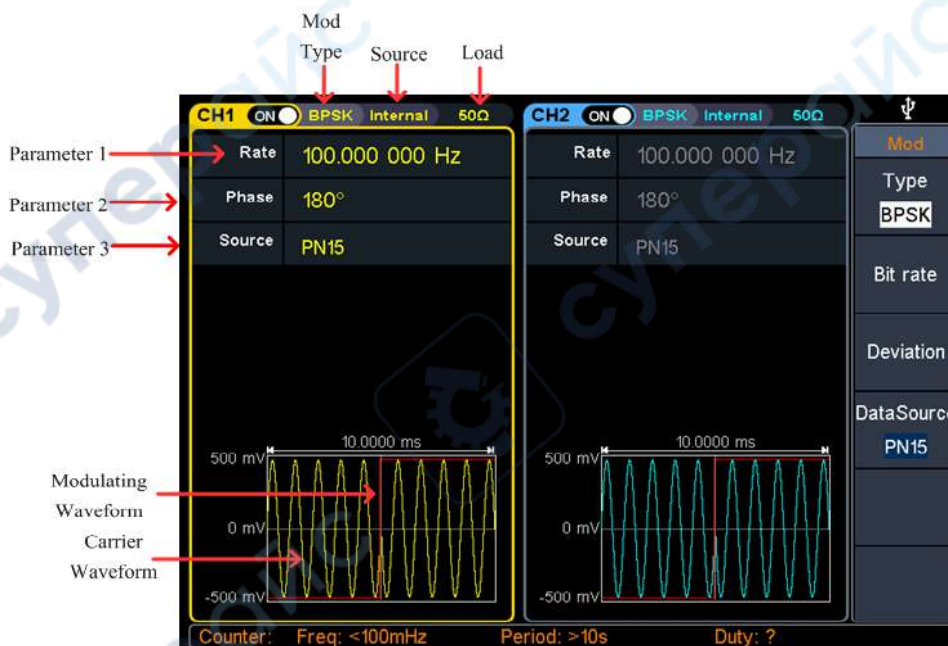 Mod
Type
Source
Load
CH1 ON BPSK Internal 50Ω
CH2 ON BPSK Internal 50Ω
Parameter 1
Rate 100.000 000 Hz
Parameter 2
Phase 180°
Parameter 3
Source PN15
Rate 100.000 000 Hz
Phase 180°
Source PN15
Mod
Type
BPSK
Bit rate
Deviation
DataSource
PN15
10.0000 ms
500 mV
0 mV
-500 mV
Modulating
Waveform
Carrier
Waveform
10.0000 ms
500 mV
0 mV
-500 mV
Counter: Freq: <100mHz Period: >10s Duty: ?
суперайс
суперайс